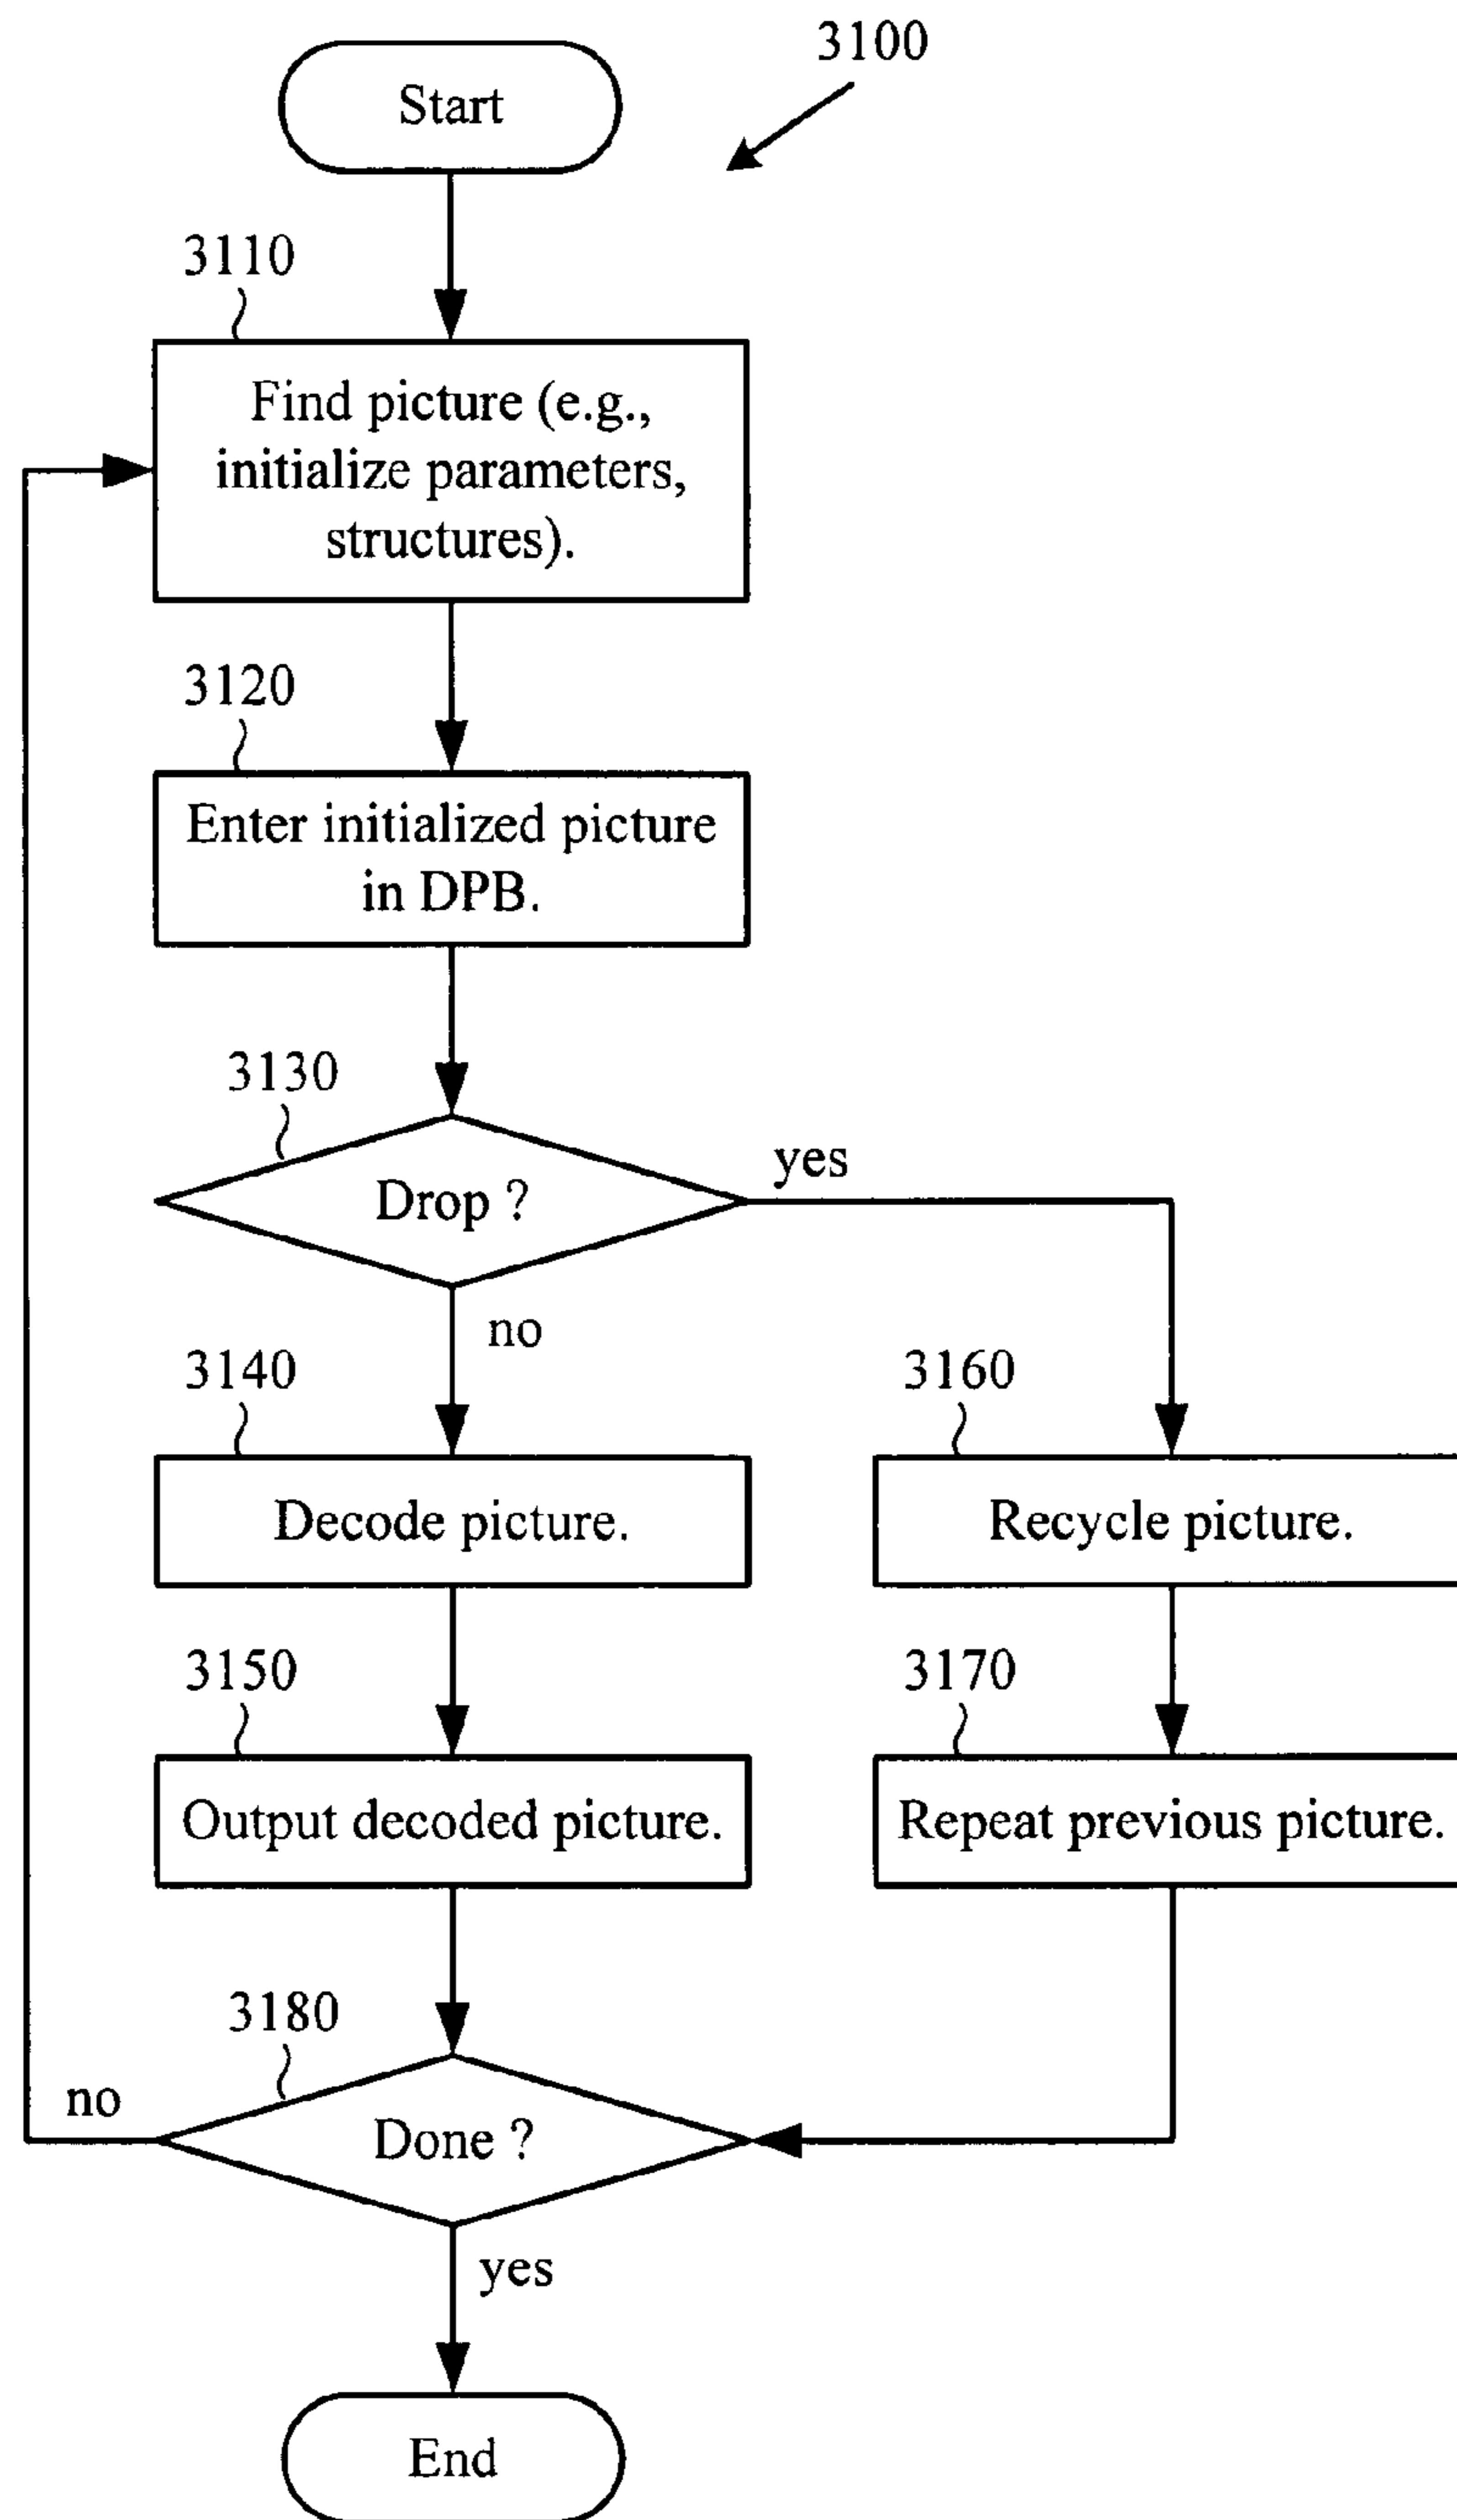 3100
Start
3110
Find picture (e.g.,
initialize parameters,
structures).
3120
Enter initialized picture
in DPB.
3130
Drop ?
yes
no
3140
3160
Decode picture.
Recycle picture.
3150
3170
Output decoded picture.
Repeat previous picture.
3180
no
Done ?
yes
End